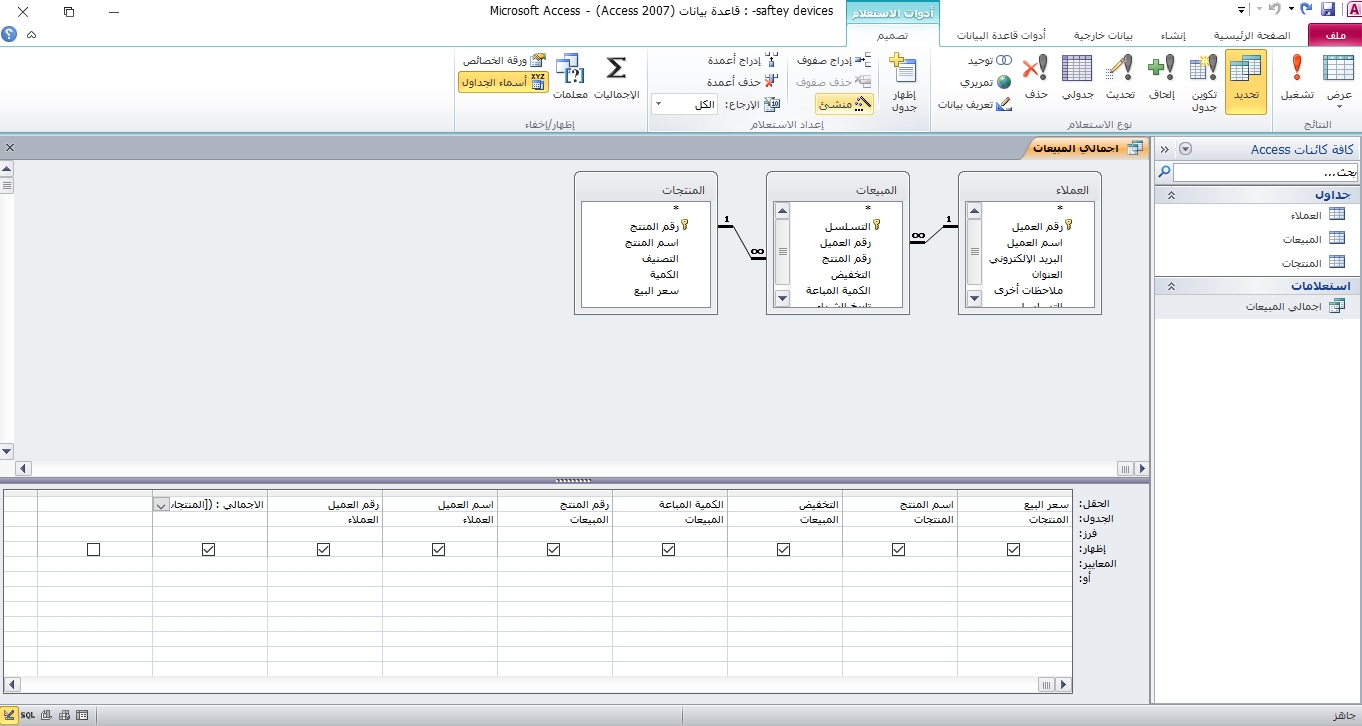 saftey devices- : قاعدة بيانات (Access 2007) - Microsoft Access
أدوات الاستعلام
ملف
الصفحة الرئيسية
إنشاء
بيانات خارجية
أدوات قاعدة البيانات
تصميم
عرض
تشغيل
النتائج
تحديد
تكوين جدول
إلحاق
تحديث
جدولي
حذف
توحيد
تمريري
تعريف بيانات
نوع الاستعلام
إظهار جدول
إدراج صفوف
حذف صفوف
منشئ
إدراج أعمدة
حذف أعمدة
الإرجاع: الكل
إعداد الاستعلام
الإجماليات
معلمات
ورقة الخصائص
أسماء الجداول
إظهار/إخفاء
كافة كائنات Access
بحث...
جداول
العملاء
المبيعات
المنتجات
استعلامات
اجمالي المبيعات
اجمالي المبيعات
العملاء
*
رقم العميل
اسم العميل
البريد الإلكتروني
العنوان
ملاحظات أخرى
1
∞
المبيعات
*
التسلسل
رقم العميل
رقم المنتج
التخفيض
الكمية المباعة
∞
1
المنتجات
*
رقم المنتج
اسم المنتج
التصنيف
الكمية
سعر البيع
الحقل: سعر البيع اسم المنتج التخفيض الكمية المباعة رقم المنتج اسم العميل رقم العميل الاجمالي : ([المنتجات
الجدول: المنتجات المنتجات المبيعات المبيعات المبيعات العملاء العملاء
فرز:
إظهار:
المعايير:
أو:
جاهز
SQL